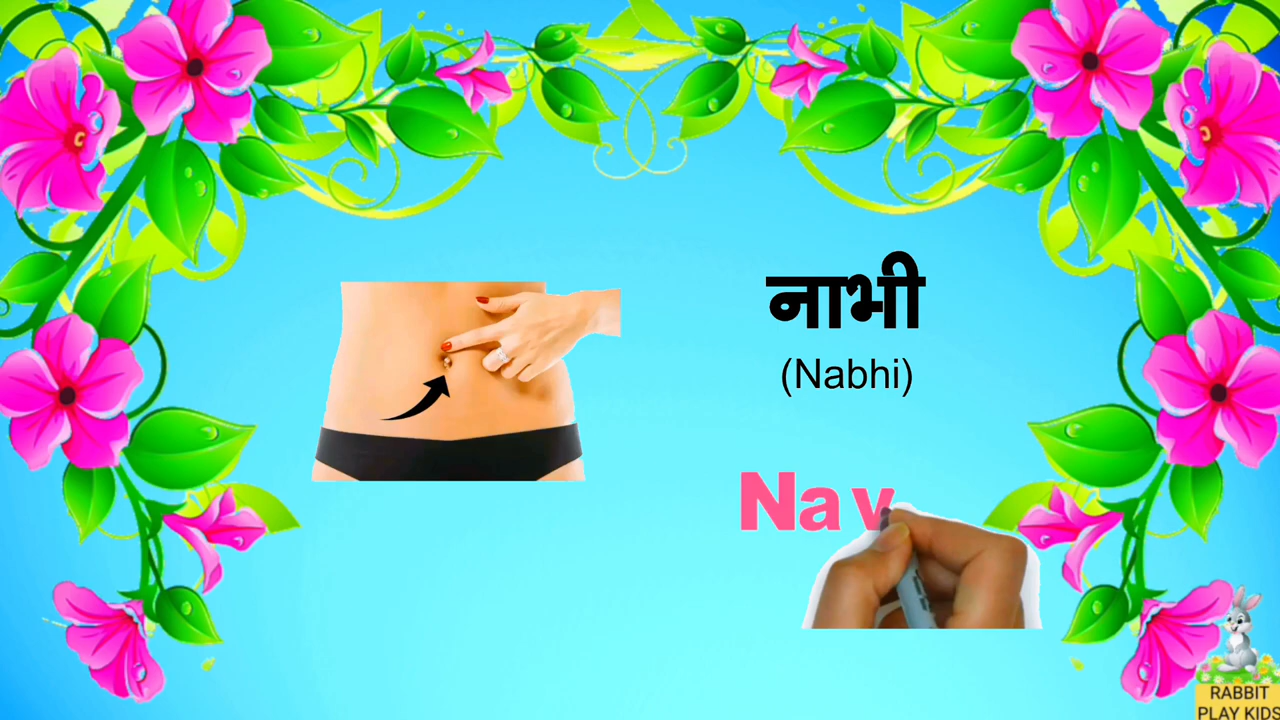 नाभी
(Nabhi)
Nav
RABBIT
PLAY KIDS